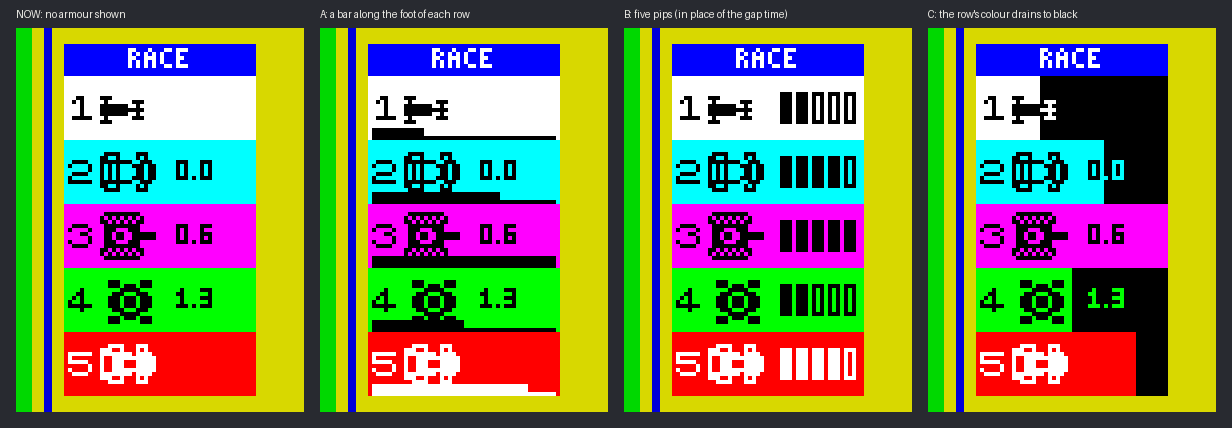 NOW: no armour shown
A: a bar along the foot of each row
B: five pips (in place of the gap time)
C: the row's colour drains to black
RACE
1
2 0.0
3 0.6
4 1.3
5
RACE
1
2 0.0
3 0.6
4 1.3
5
RACE
1
2
3
4
5
RACE
1
2 0.0
3 0.6
4 1.3
5